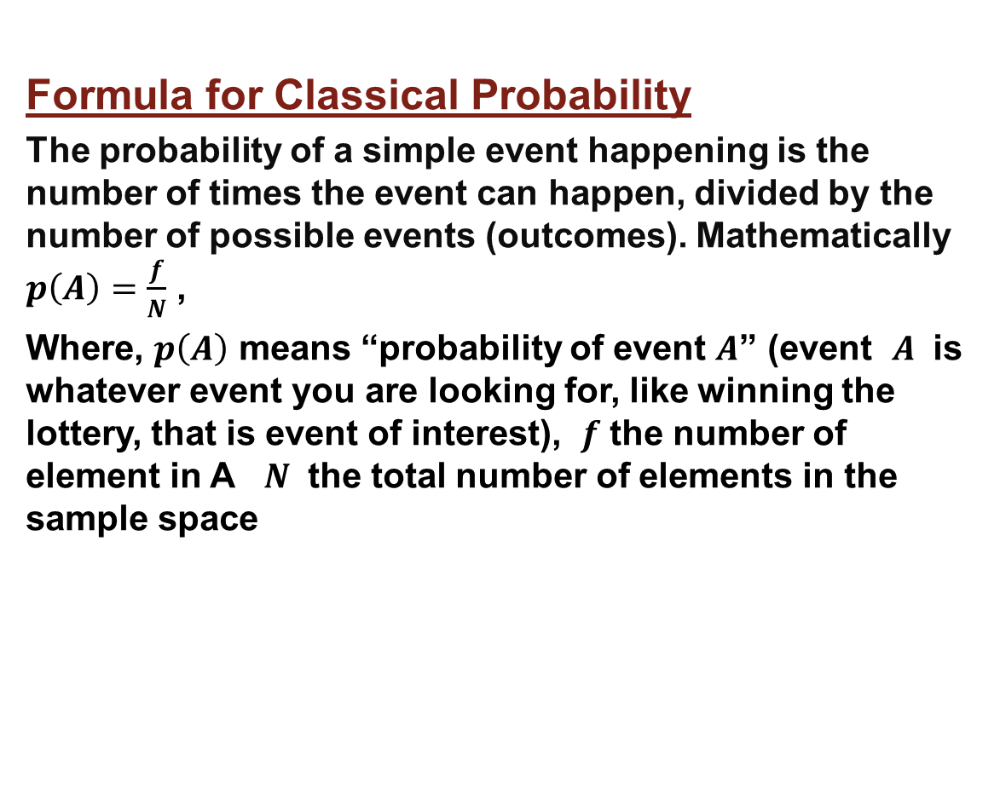 Formula for Classical Probability
The probability of a simple event happening is the
number of times the event can happen, divided by the
number of possible events (outcomes). Mathematically
p(A) = f/N ,
Where, p(A) means “probability of event A” (event A is
whatever event you are looking for, like winning the
lottery, that is event of interest), f the number of
element in A N the total number of elements in the
sample space